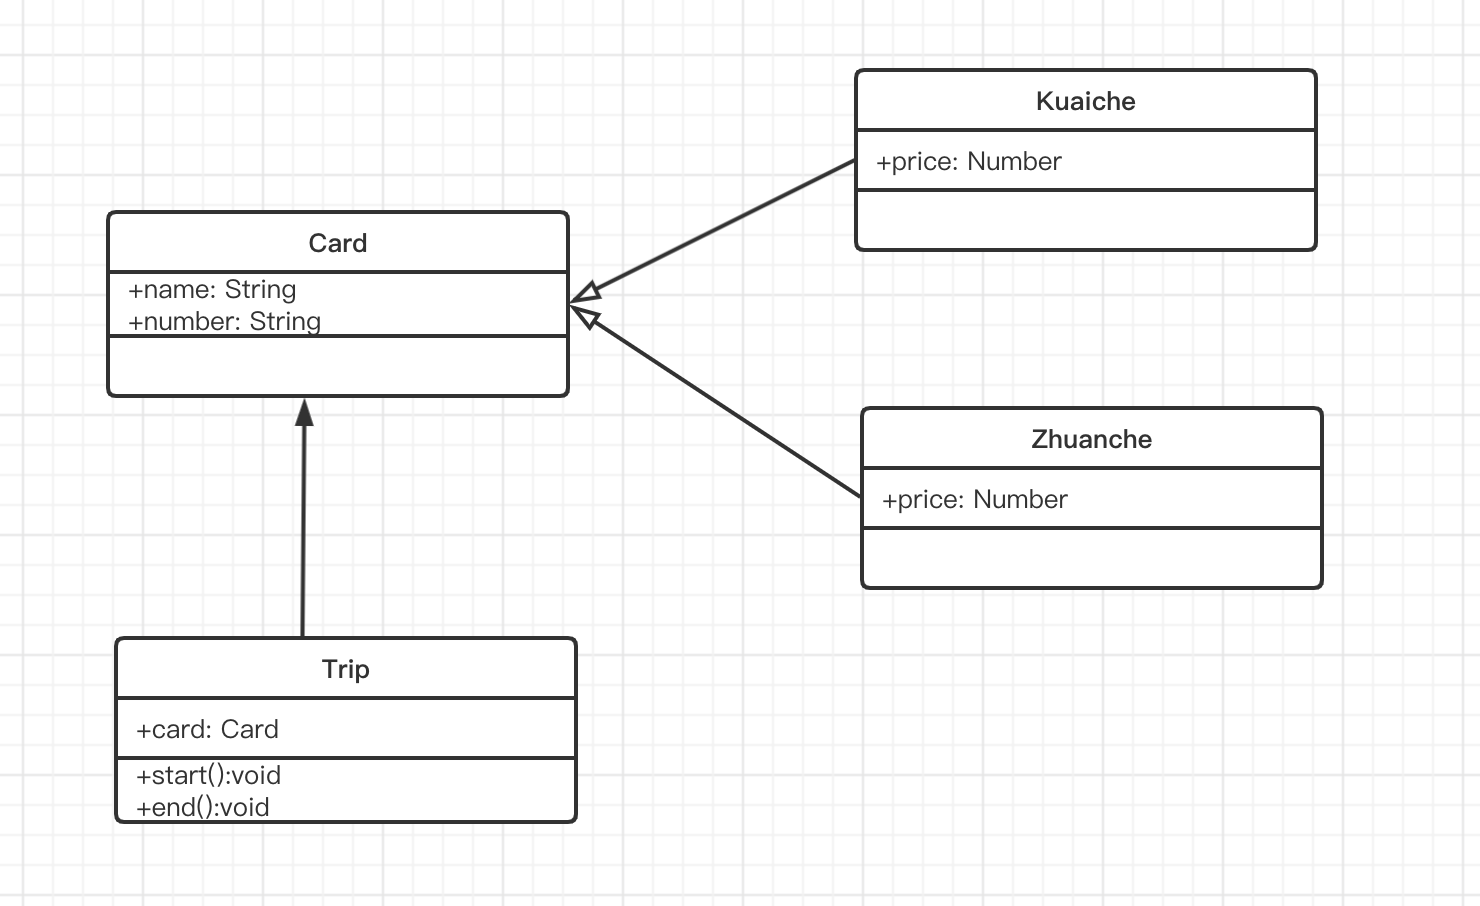 Kuaiche
+price: Number
Card
+name: String
+number: String
Zhuanche
+price: Number
Trip
+card: Card
+start():void
+end():void